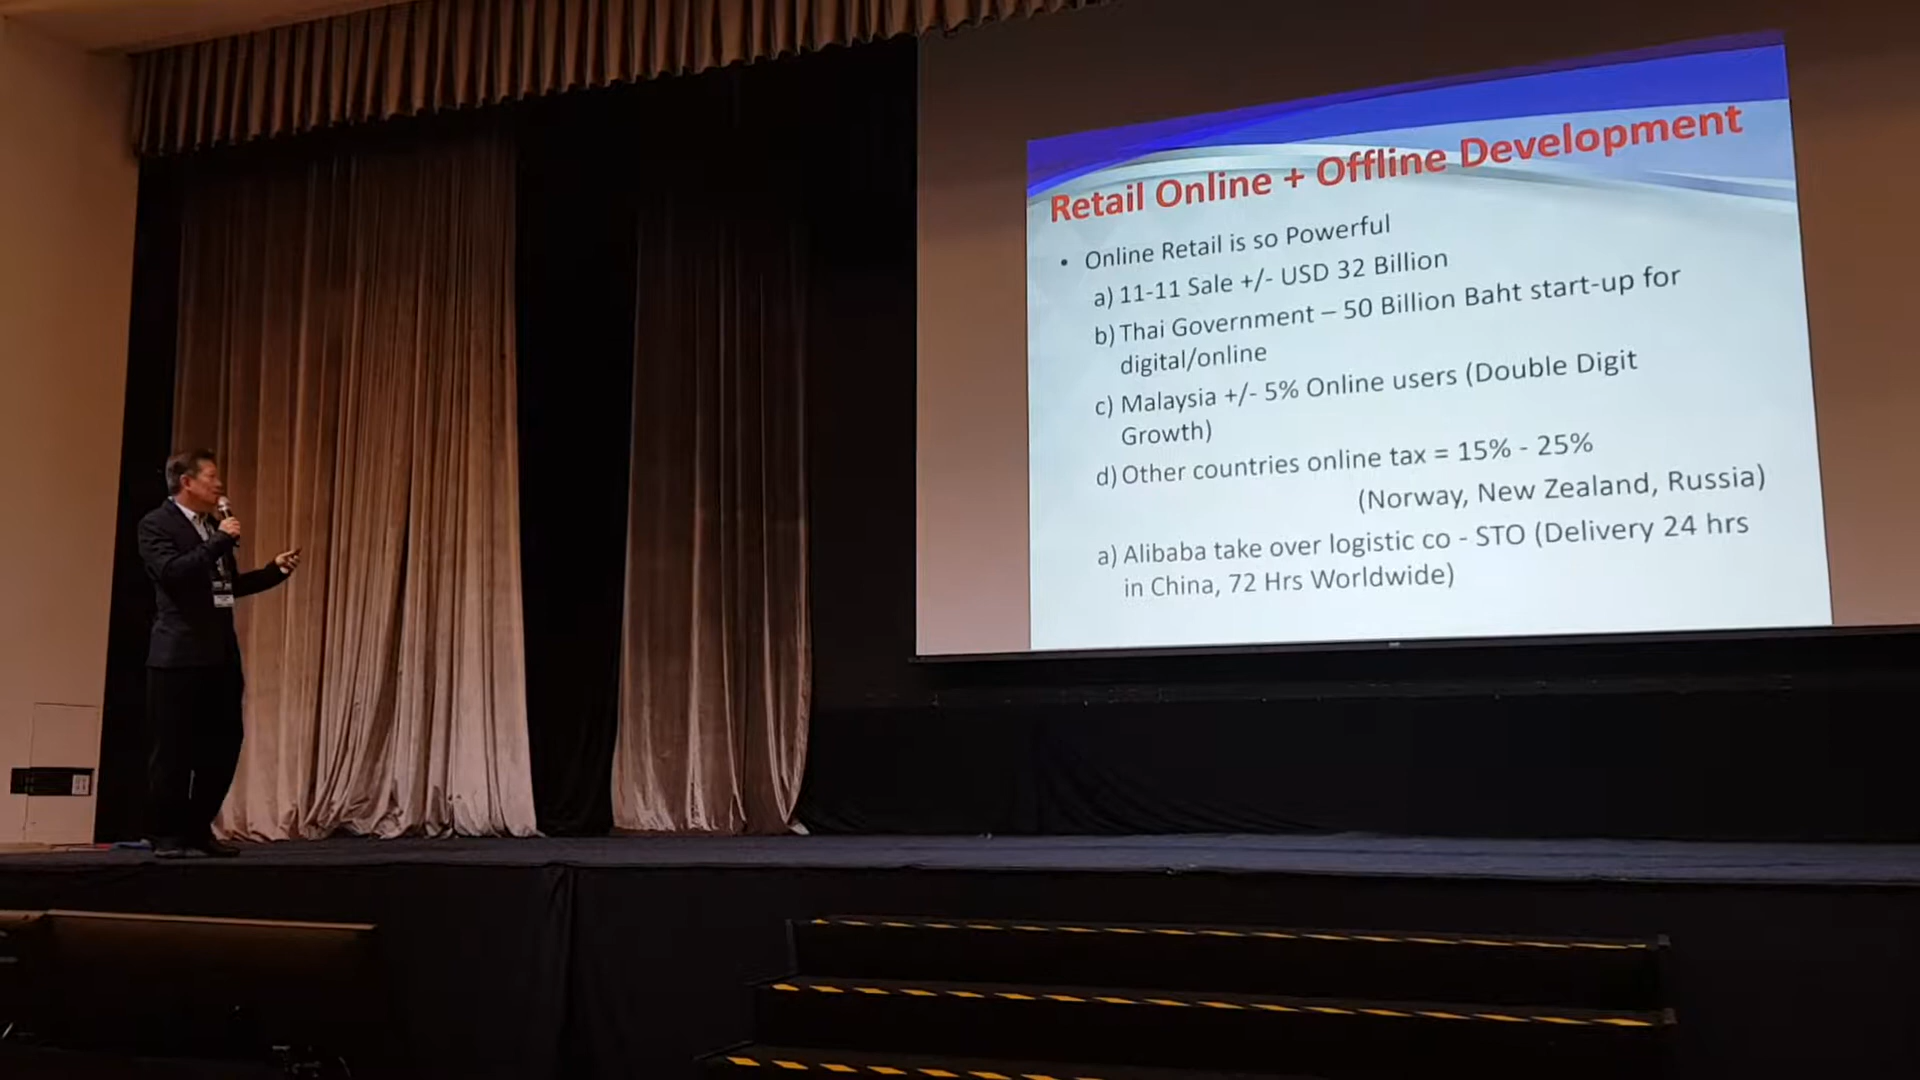 Retail Online + Offline Development
• Online Retail is so Powerful
a) 11-11 Sale +/- USD 32 Billion
b) Thai Government – 50 Billion Baht start-up for
digital/online
c) Malaysia +/- 5% Online users (Double Digit
Growth)
d) Other countries online tax = 15% - 25%
(Norway, New Zealand, Russia)
a) Alibaba take over logistic co - STO (Delivery 24 hrs
in China, 72 Hrs Worldwide)